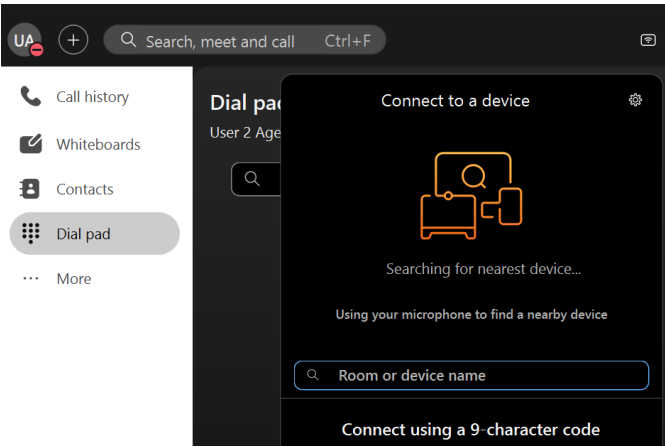 UA
Search, meet and call Ctrl+F
Call history
Whiteboards
Contacts
Dial pad
More
Dial pad
User 2 Age
Connect to a device
Searching for nearest device...
Using your microphone to find a nearby device
Room or device name
Connect using a 9-character code